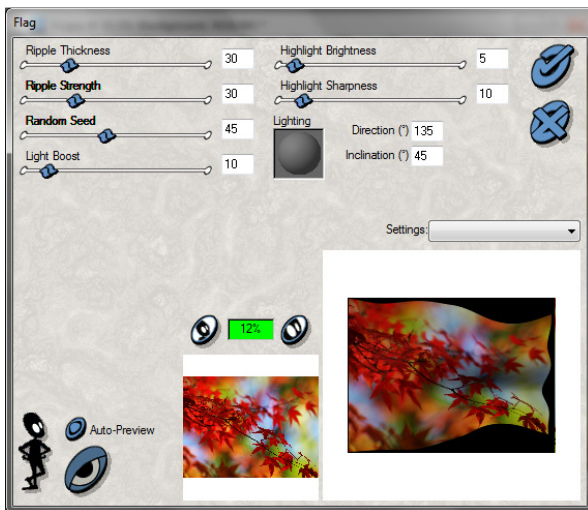 Flag
Ripple Thickness
30
Ripple Strength
30
Random Seed
45
Light Boost
10
Highlight Brightness
5
Highlight Sharpness
10
Lighting
Direction (°) 135
Inclination (°) 45
Settings:
12%
Auto-Preview